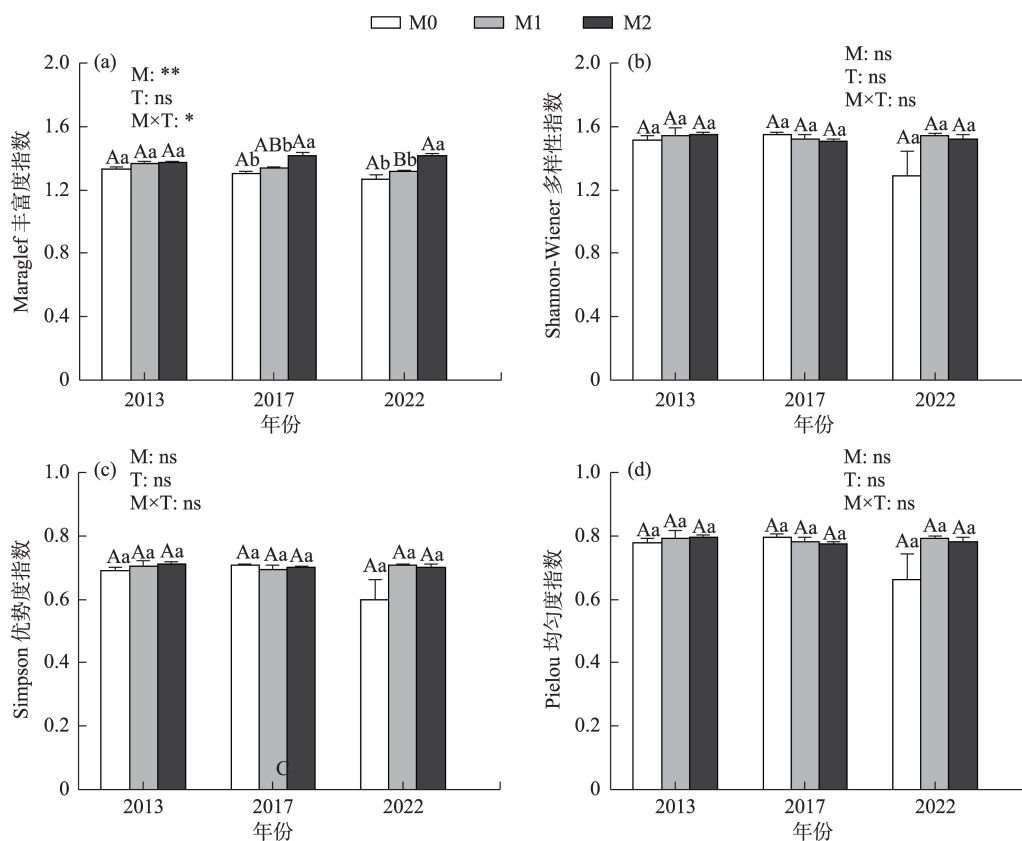 M0 M1 M2
(a)
M: **
T: ns
M×T: *
2.0
1.6
1.2
0.8
0.4
0
Maraglef 丰富度指数
Aa Aa Aa
Ab ABb Aa
Ab Bb Aa
2013 2017 2022
年份
(b)
M: ns
T: ns
M×T: ns
2.0
1.6
1.2
0.8
0.4
0
Shannon-Wiener 多样性指数
Aa Aa Aa
Aa Aa Aa
Aa Aa Aa
2013 2017 2022
年份
(c)
M: ns
T: ns
M×T: ns
1.0
0.8
0.6
0.4
0.2
0
Simpson 优势度指数
Aa Aa Aa
Aa Aa Aa
Aa Aa Aa
C
2013 2017 2022
年份
(d)
M: ns
T: ns
M×T: ns
1.0
0.8
0.6
0.4
0.2
0
Pielou 均匀度指数
Aa Aa Aa
Aa Aa Aa
Aa Aa Aa
2013 2017 2022
年份